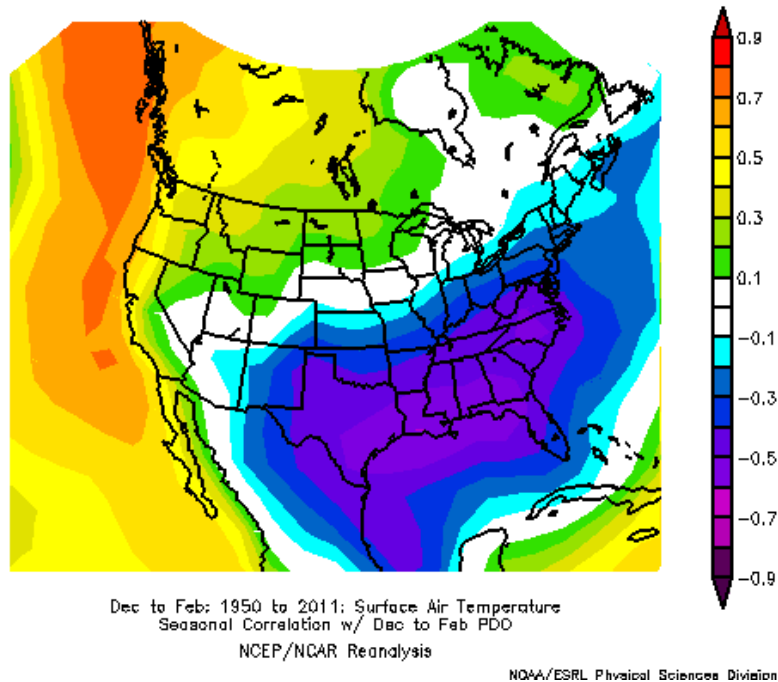 0.9
0.7
0.5
0.3
0.1
-0.1
-0.3
-0.5
-0.7
-0.9
Dec to Feb: 1950 to 2011: Surface Air Temperature
Seasonal Correlation w/ Dec to Feb PDO
NCEP/NCAR Reanalysis
NOAA/ESRL Physical Sciences Division